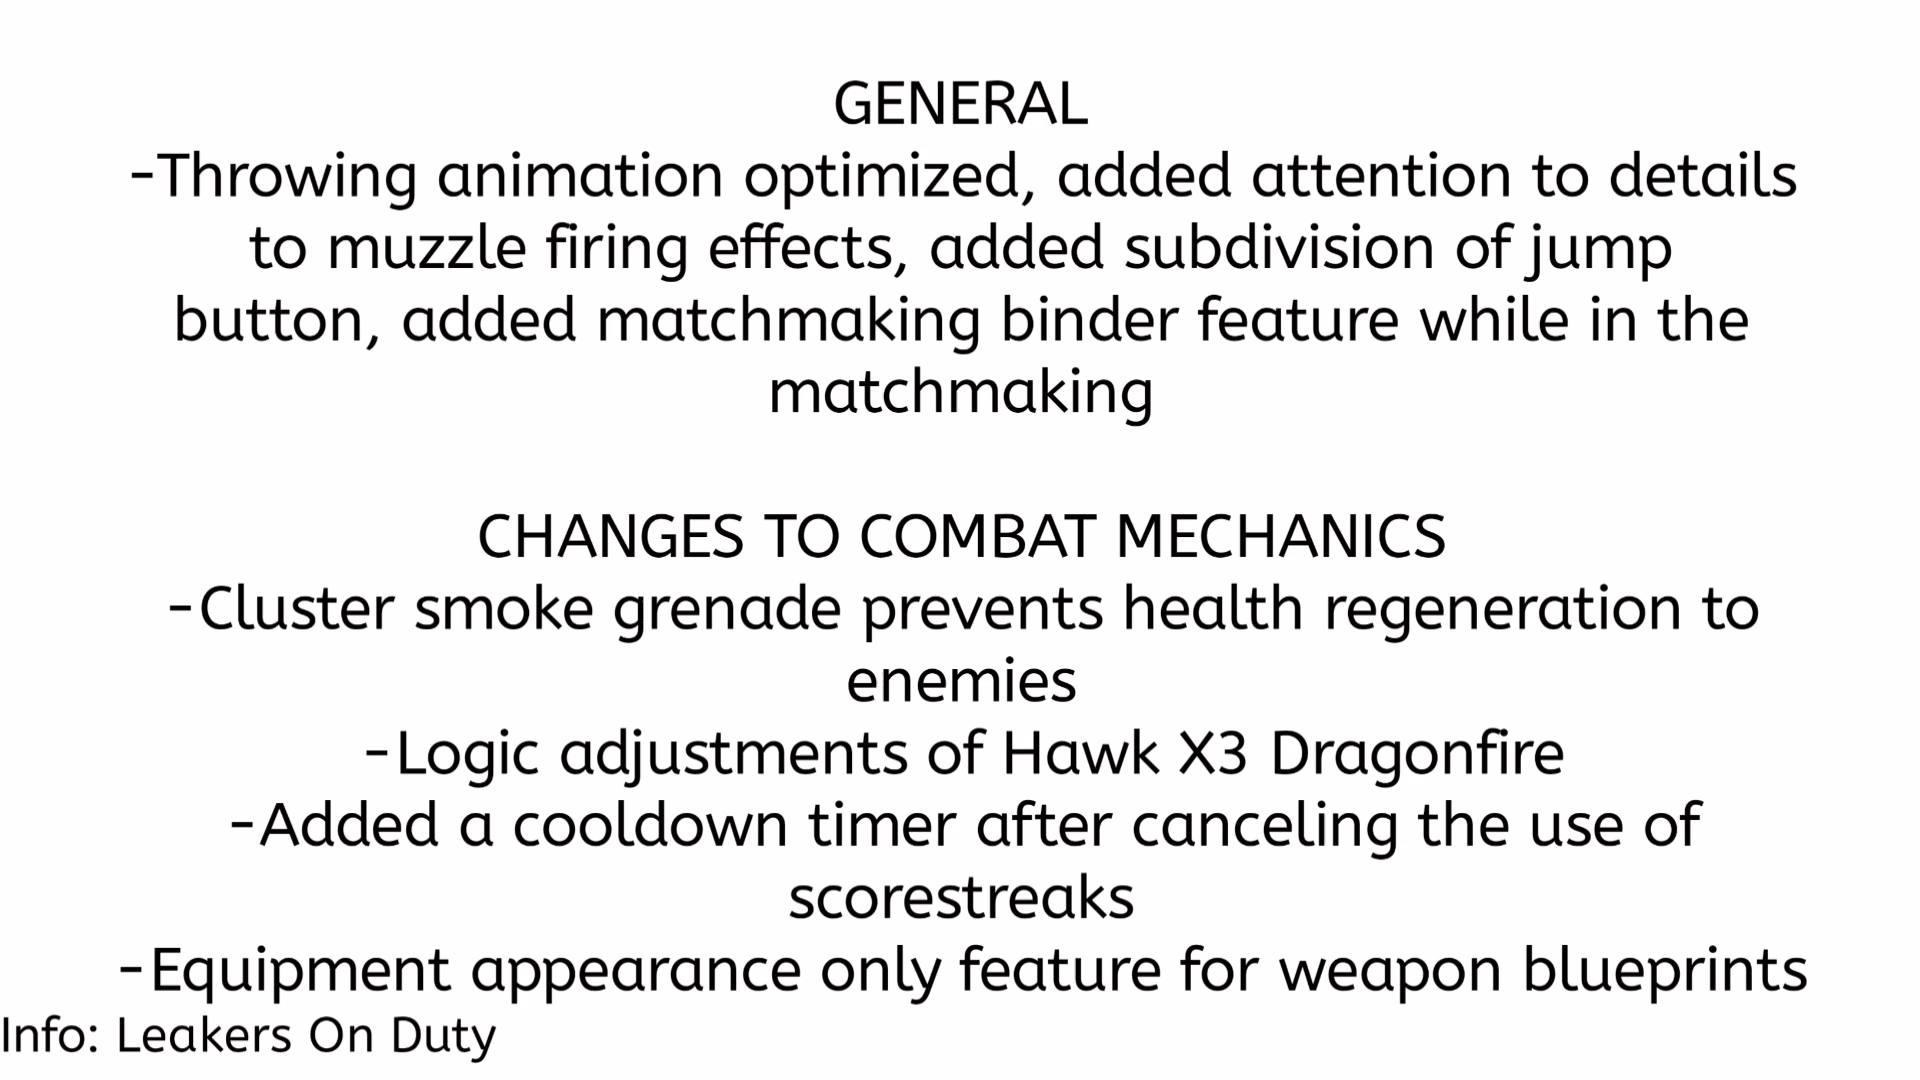 GENERAL
-Throwing animation optimized, added attention to details
to muzzle firing effects, added subdivision of jump
button, added matchmaking binder feature while in the
matchmaking
CHANGES TO COMBAT MECHANICS
-Cluster smoke grenade prevents health regeneration to
enemies
-Logic adjustments of Hawk X3 Dragonfire
-Added a cooldown timer after canceling the use of
scorestreaks
-Equipment appearance only feature for weapon blueprints
Info: Leakers On Duty